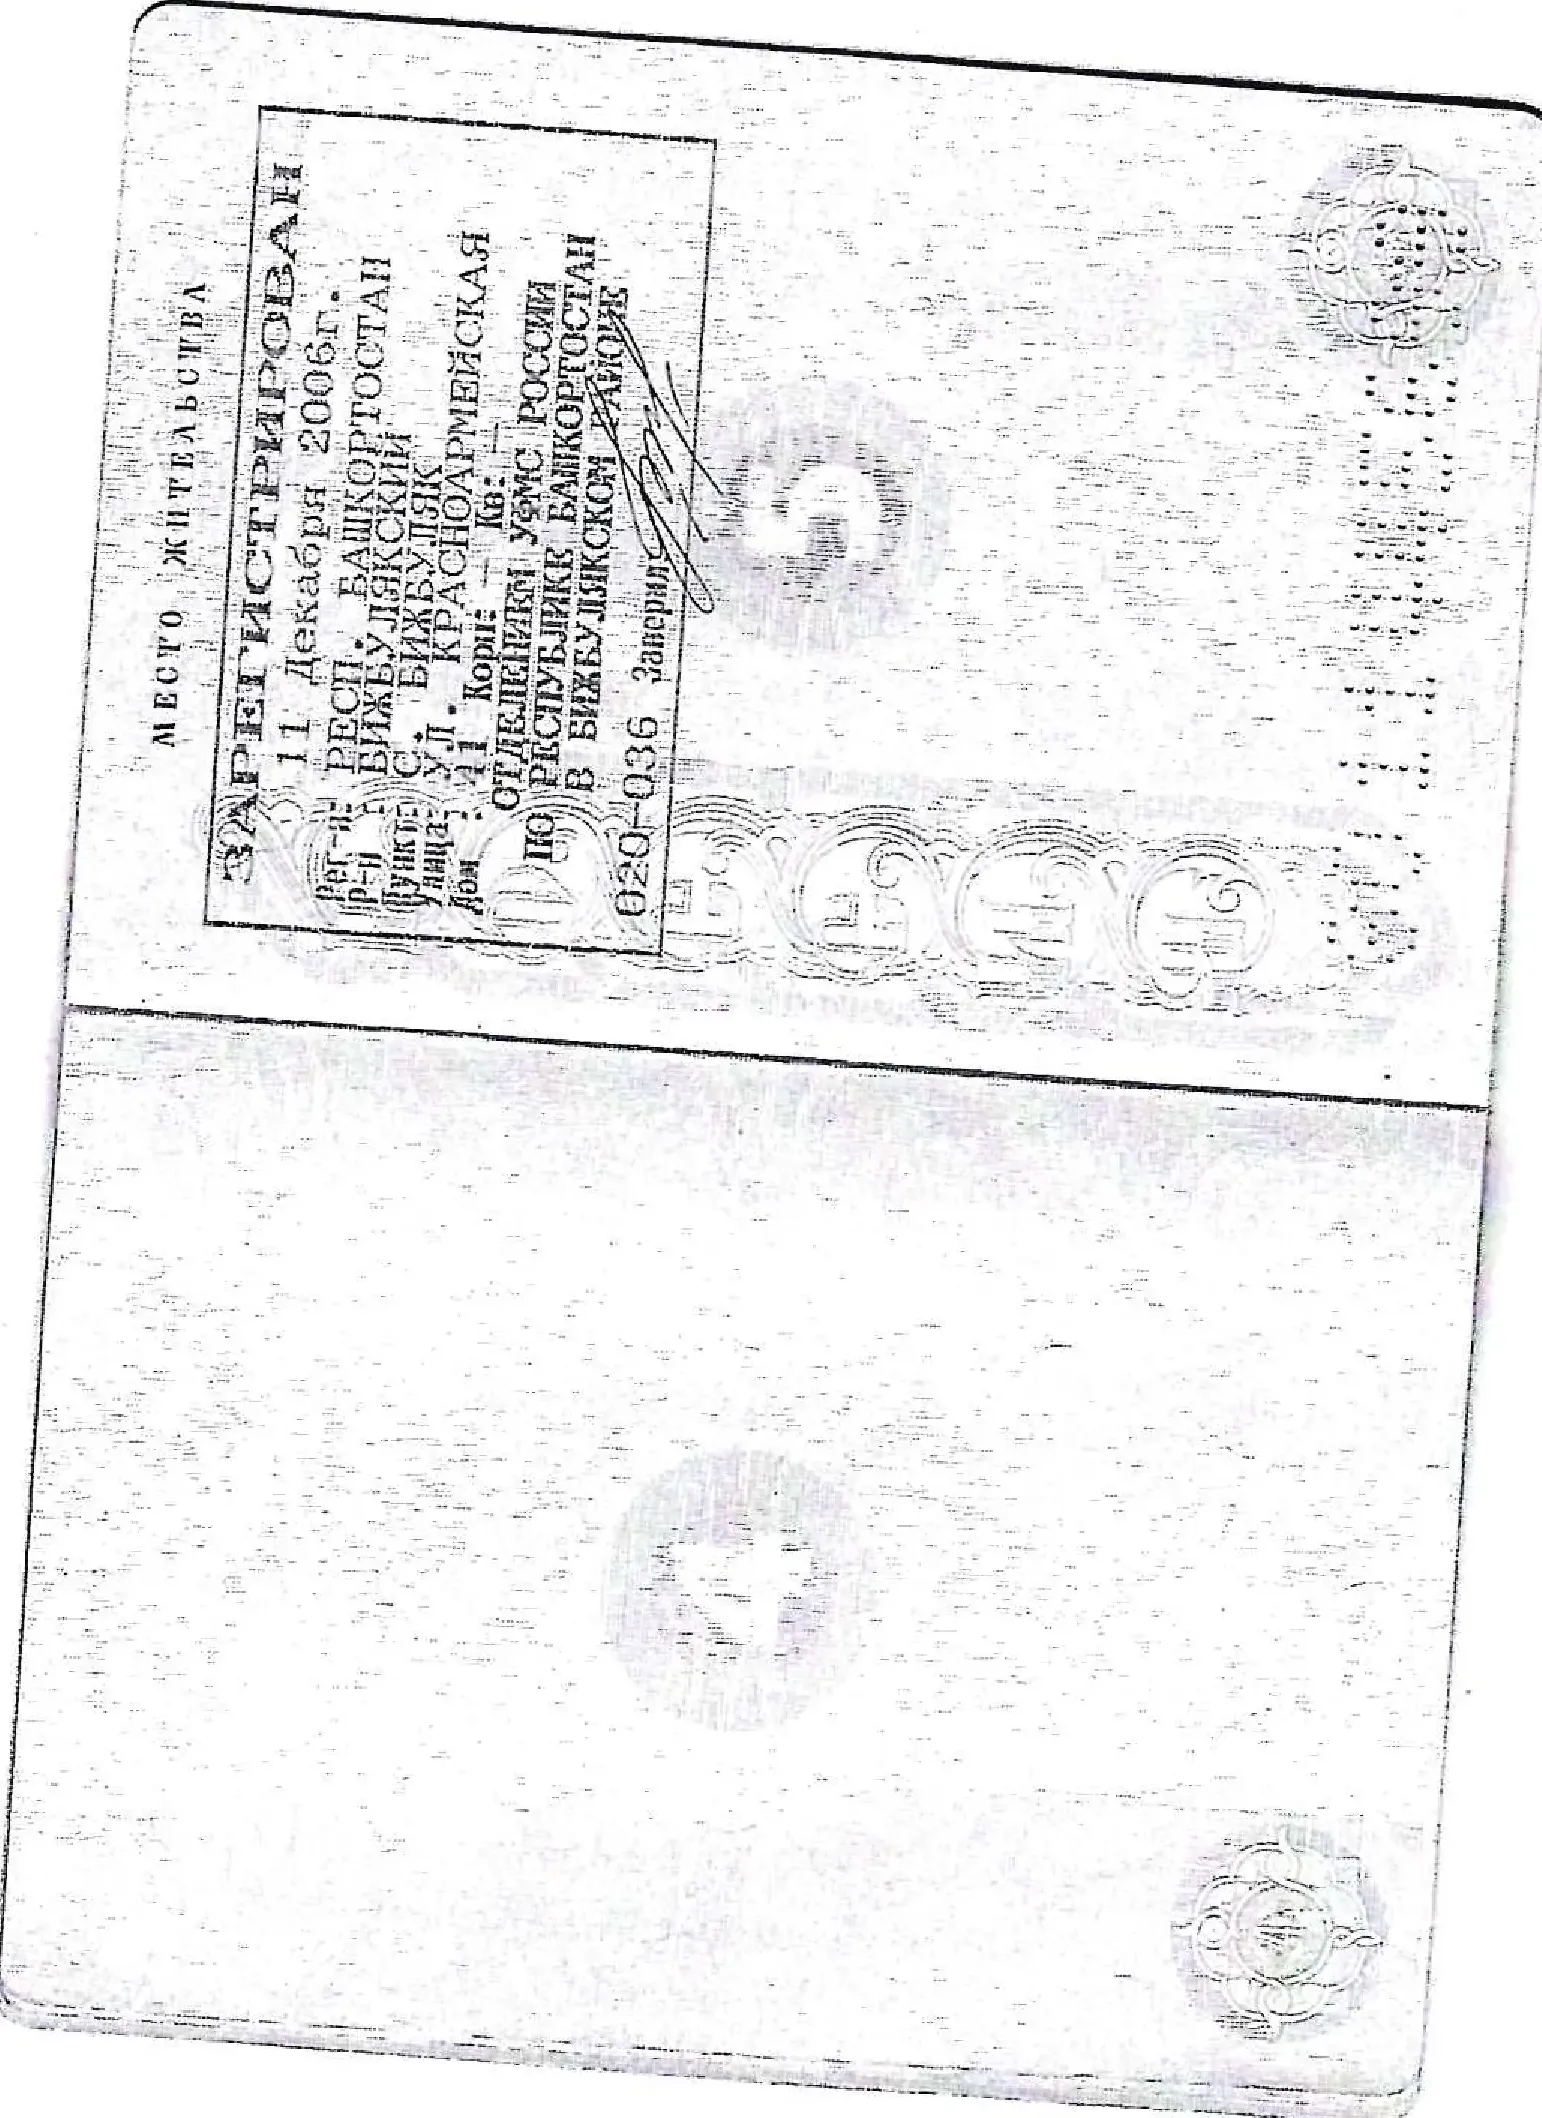 МЕСТО ЖИТЕЛЬСТВА
ЗАРЕГИСТРИРОВАН
11 Декабря 2006г.
Рег-н: РЕСП. БАШКОРТОСТАН
Р-н : БИЖБУЛЯКСКИЙ
Пункт: С. БИЖБУЛЯК
Улица: УЛ. КРАСНОАРМЕЙСКАЯ
Дом : 11 Корп: — Кв: —
ОТДЕЛЕНИЕМ УФМС РОССИИ
ПО РЕСПУБЛИКЕ БАШКОРТОСТАН
В БИЖБУЛЯКСКОМ РАЙОНЕ
020-036 Заверил